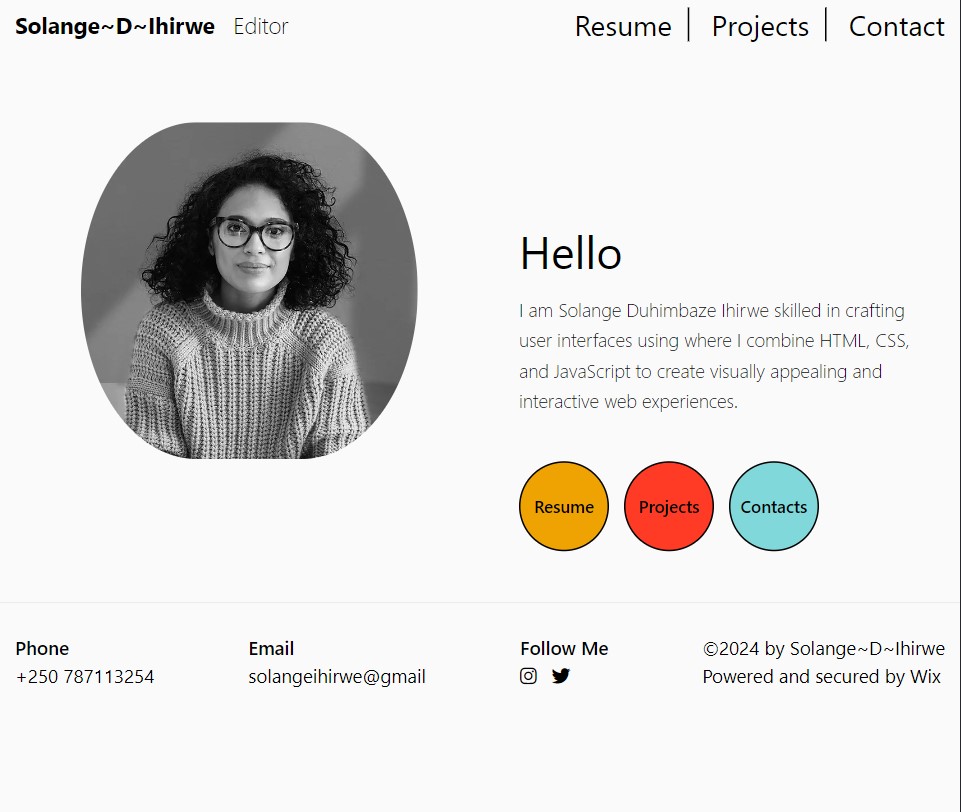 Solange~D~Ihirwe Editor Resume Projects Contact
Hello
I am Solange Duhimbaze Ihirwe skilled in crafting
user interfaces using where I combine HTML, CSS,
and JavaScript to create visually appealing and
interactive web experiences.
Resume Projects Contacts
Phone Email Follow Me ©2024 by Solange~D~Ihirwe
+250 787113254 solangeihirwe@gmail Powered and secured by Wix